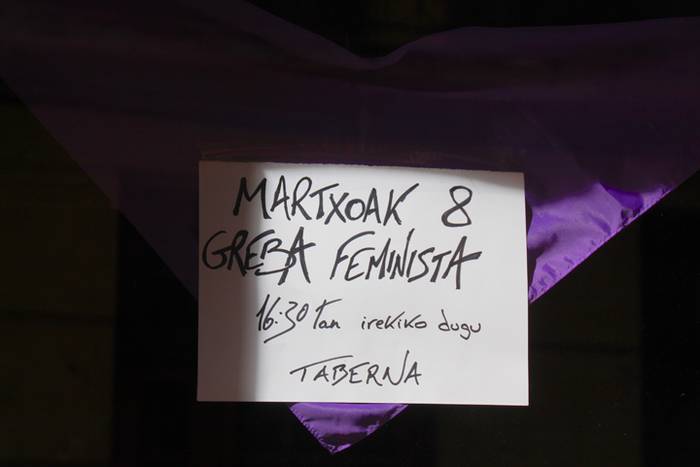 MARTXOAK 8
GREBA FEMINISTA
16:30 tan irekiko dugu
TABERNA